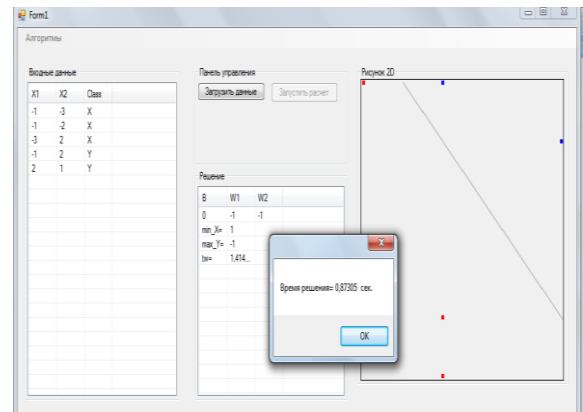 Form1
Алгоритмы
Входные данные
X1 X2 Class
-1 -3 X
-1 -2 X
-3 2 X
-1 2 Y
2 1 Y
Панель управления
Загрузить данные Запустить расчет
Решение
B W1 W2
0 -1 -1
min_X= 1
max_Y= -1
tw= 1,414...
Рисунок 2D
Время решения= 0,87305 сек.
OK